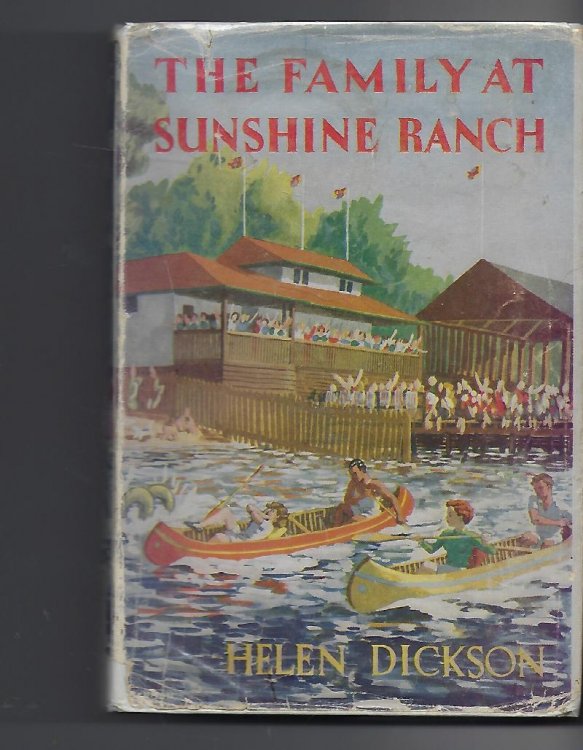 THE FAMILY AT
SUNSHINE RANCH
HELEN DICKSON